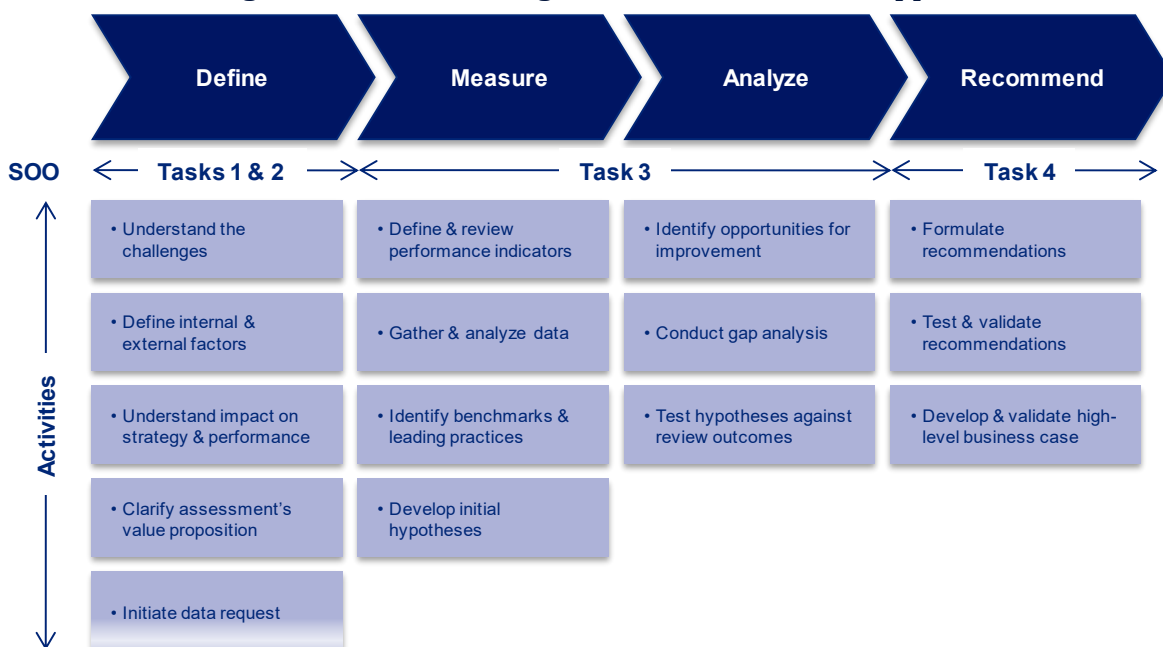 Define
Measure
Analyze
Recommend
SOO
Tasks 1 & 2
Task 3
Task 4
Activities
• Understand the
challenges
• Define internal &
external factors
• Understand impact on
strategy & performance
• Clarify assessment's
value proposition
• Initiate data request
• Define & review
performance indicators
• Gather & analyze data
• Identify benchmarks &
leading practices
• Develop initial
hypotheses
• Identify opportunities for
improvement
• Conduct gap analysis
• Test hypotheses against
review outcomes
• Formulate
recommendations
• Test & validate
recommendations
• Develop & validate high-
level business case